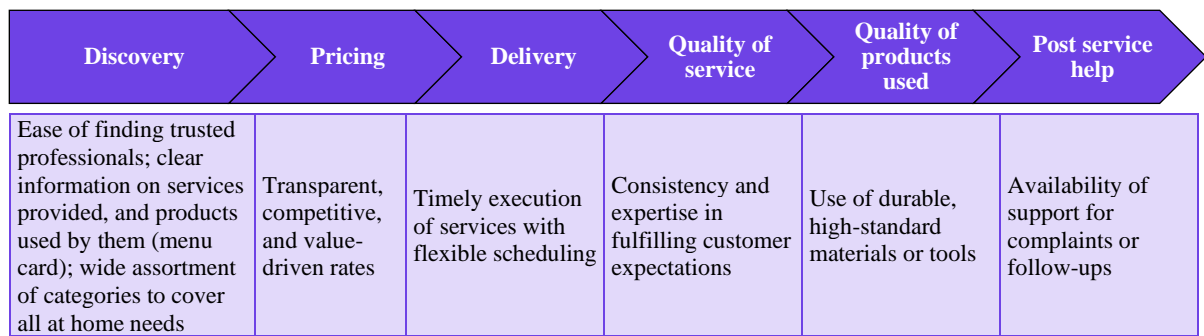 Discovery
Pricing
Delivery
Quality of
service
Quality of
products
used
Post service
help
Ease of finding trusted
professionals; clear
information on services
provided, and products
used by them (menu
card); wide assortment
of categories to cover
all at home needs
Transparent,
competitive,
and value-
driven rates
Timely execution
of services with
flexible scheduling
Consistency and
expertise in
fulfilling customer
expectations
Use of durable,
high-standard
materials or tools
Availability of
support for
complaints or
follow-ups